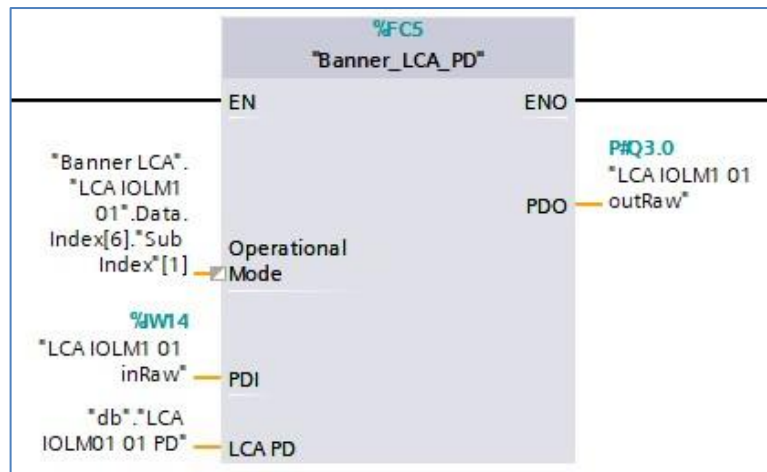 %FC5
"Banner_LCA_PD"
EN
ENO
"Banner LCA".
"LCA IOLM1
01".Data.
Index[6]."Sub
Index"[1]
Operational
Mode
P#Q3.0
"LCA IOLM1 01
outRaw"
PDO
%IW14
"LCA IOLM1 01
inRaw"
PDI
"db"."LCA
IOLM01 01 PD"
LCA PD